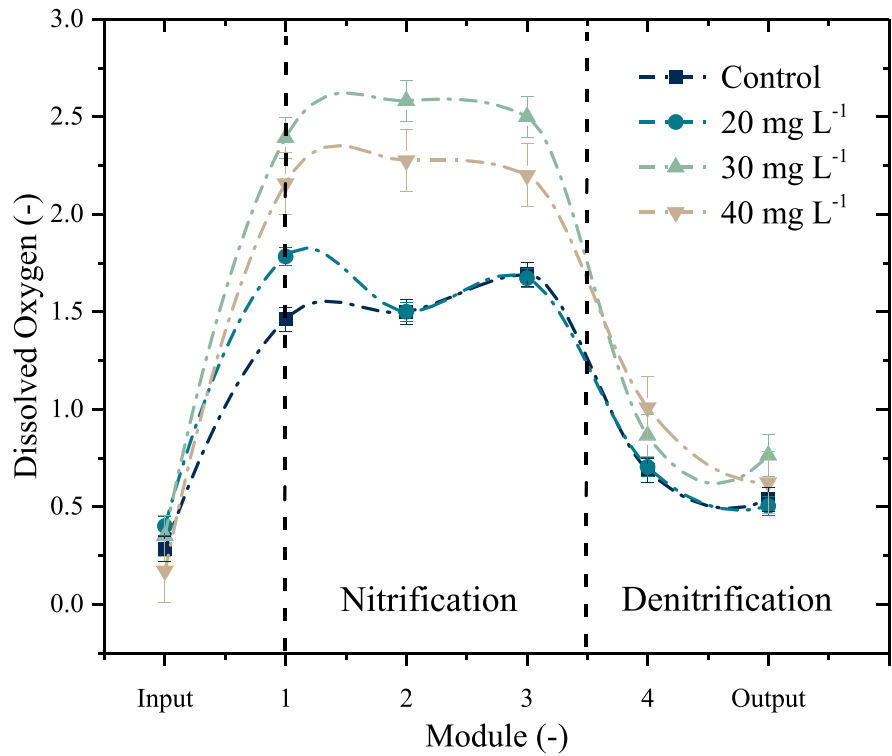 3.0
2.5
2.0
1.5
1.0
0.5
0.0
Dissolved Oxygen (-)
Control
20 mg L⁻¹
30 mg L⁻¹
40 mg L⁻¹
Nitrification
Denitrification
Input 1 2 3 4 Output
Module (-)